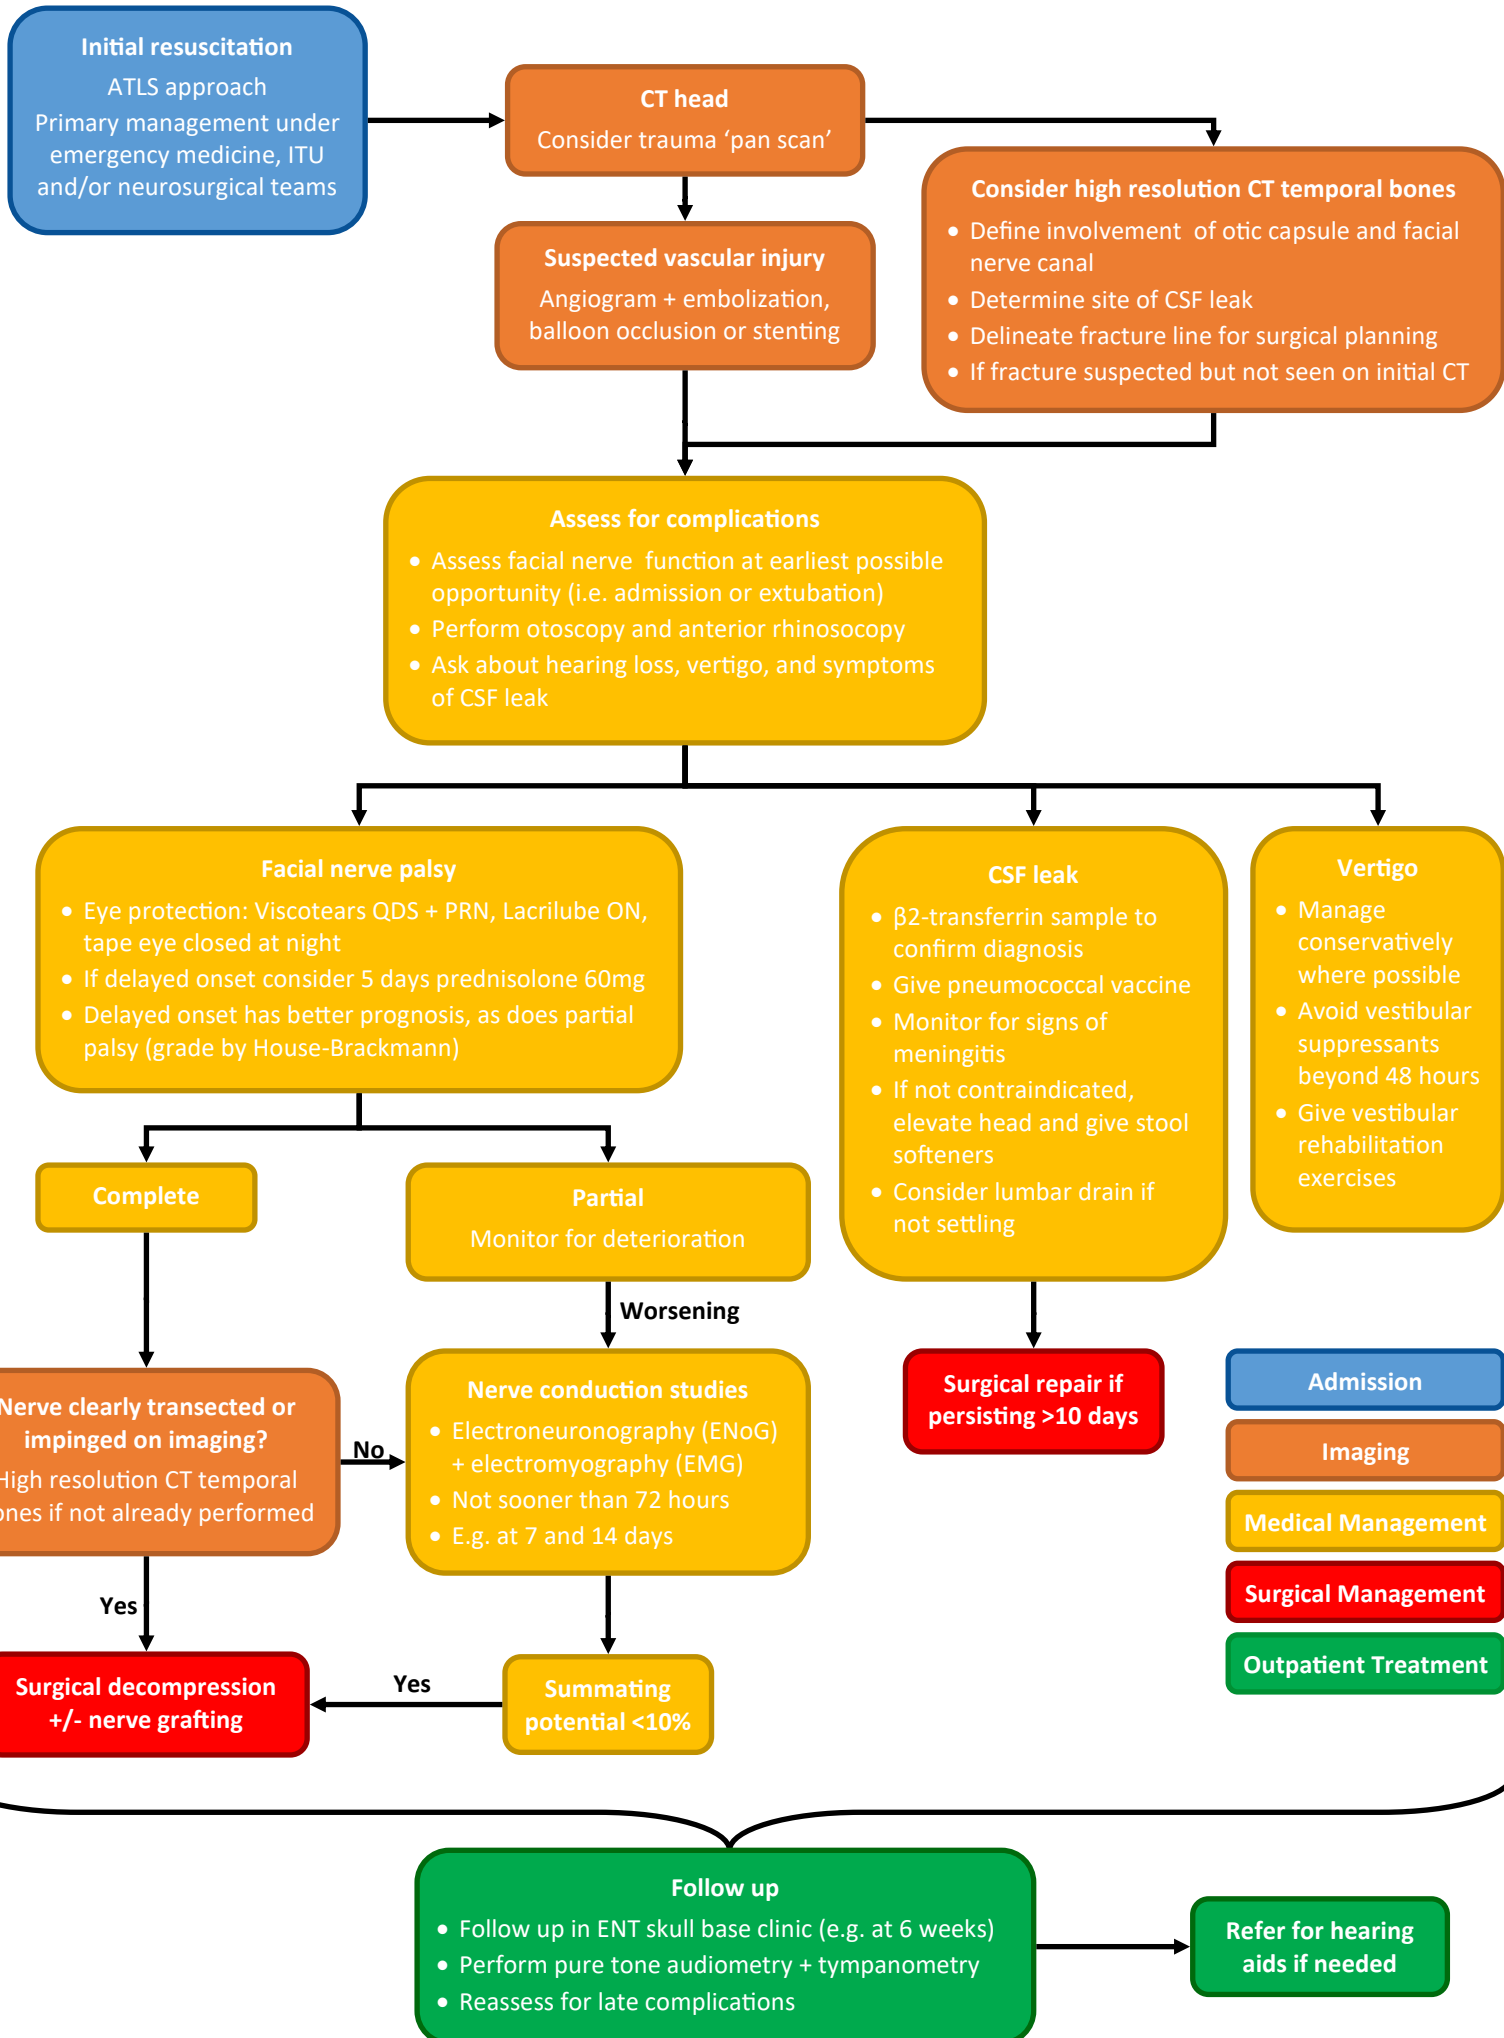 Initial resuscitation
ATLS approach
Primary management under
emergency medicine, ITU
and/or neurosurgical teams
CT head
Consider trauma ‘pan scan’
Consider high resolution CT temporal bones
• Define involvement of otic capsule and facial
nerve canal
• Determine site of CSF leak
• Delineate fracture line for surgical planning
• If fracture suspected but not seen on initial CT
Suspected vascular injury
Angiogram + embolization,
balloon occlusion or stenting
Assess for complications
• Assess facial nerve function at earliest possible
opportunity (i.e. admission or extubation)
• Perform otoscopy and anterior rhinosocopy
• Ask about hearing loss, vertigo, and symptoms
of CSF leak
Facial nerve palsy
• Eye protection: Viscotears QDS + PRN, Lacrilube ON,
tape eye closed at night
• If delayed onset consider 5 days prednisolone 60mg
• Delayed onset has better prognosis, as does partial
palsy (grade by House-Brackmann)
CSF leak
• β2-transferrin sample to
confirm diagnosis
• Give pneumococcal vaccine
• Monitor for signs of
meningitis
• If not contraindicated,
elevate head and give stool
softeners
• Consider lumbar drain if
not settling
Vertigo
• Manage
conservatively
where possible
• Avoid vestibular
suppressants
beyond 48 hours
• Give vestibular
rehabilitation
exercises
Complete
Partial
Monitor for deterioration
Worsening
Nerve clearly transected or
impinged on imaging?
High resolution CT temporal
ones if not already performed
No
Nerve conduction studies
• Electroneuronography (ENoG)
+ electromyography (EMG)
• Not sooner than 72 hours
• E.g. at 7 and 14 days
Surgical repair if
persisting >10 days
Admission
Imaging
Medical Management
Surgical Management
Outpatient Treatment
Yes
Surgical decompression
+/- nerve grafting
Yes
Summating
potential <10%
Follow up
• Follow up in ENT skull base clinic (e.g. at 6 weeks)
• Perform pure tone audiometry + tympanometry
• Reassess for late complications
Refer for hearing
aids if needed